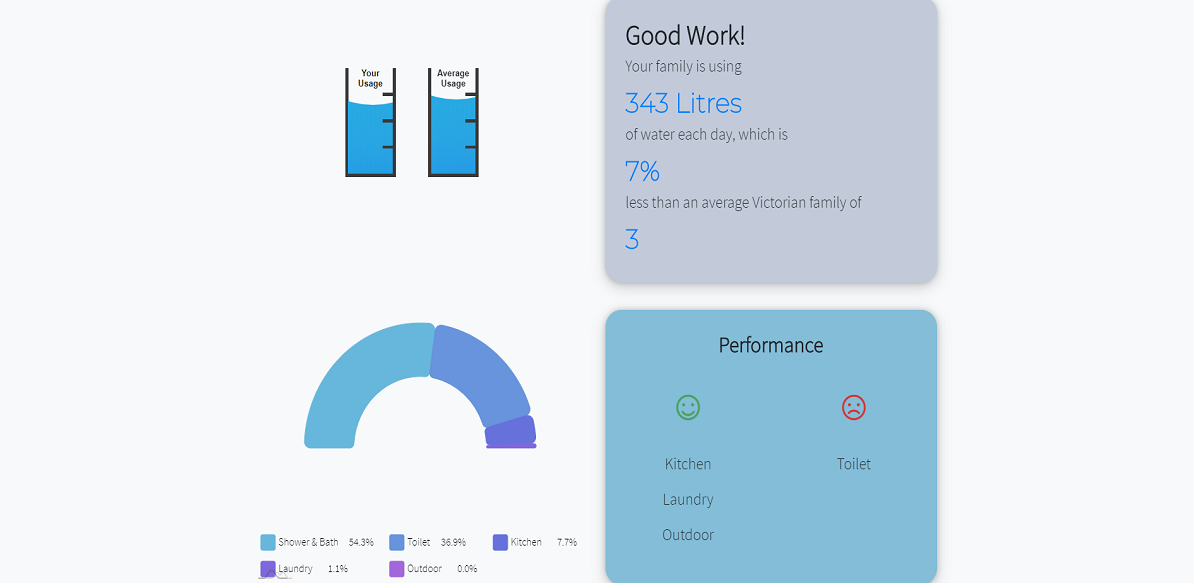 Your
Usage
Average
Usage
Good Work!
Your family is using
343 Litres
of water each day, which is
7%
less than an average Victorian family of
3
Performance
Kitchen
Toilet
Laundry
Outdoor
Shower & Bath 54.3% Toilet 36.9% Kitchen 7.7%
Laundry 1.1% Outdoor 0.0%